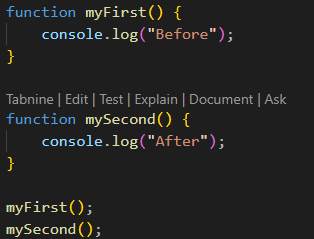 function myFirst() {
    console.log("Before");
}
Tabnine | Edit | Test | Explain | Document | Ask
function mySecond() {
    console.log("After");
}
myFirst();
mySecond();